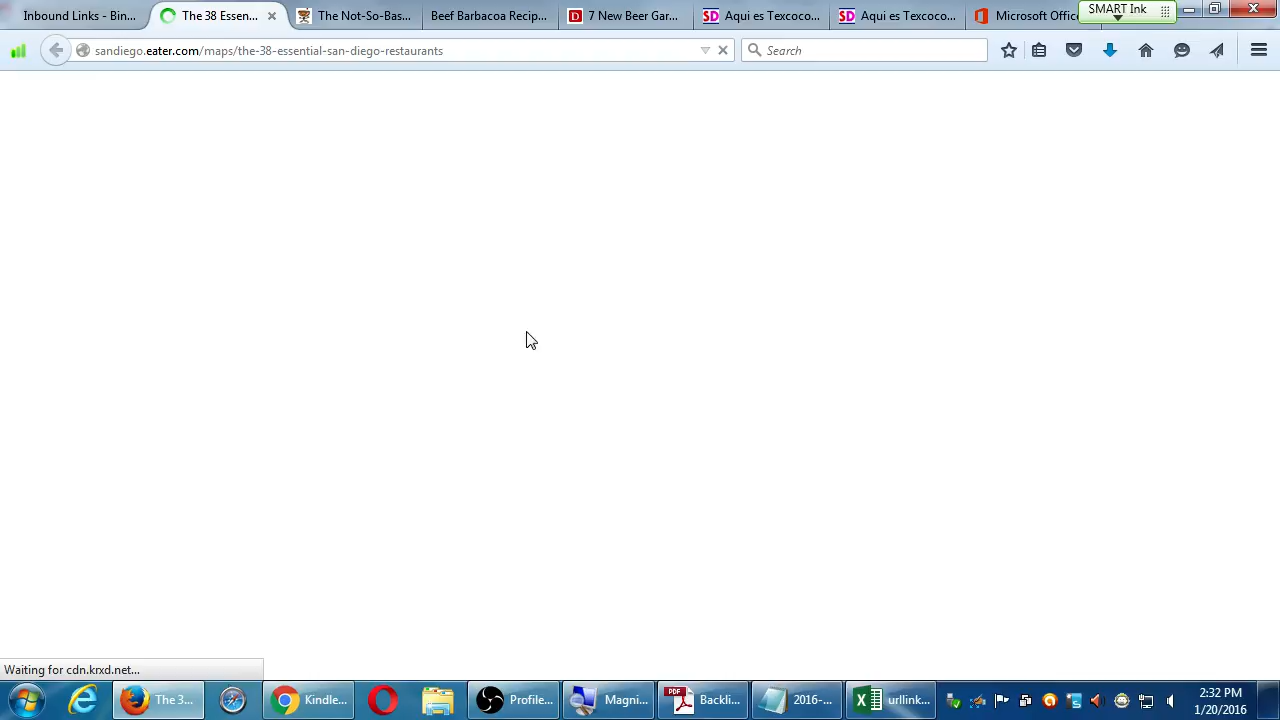 Inbound Links - Bin...
The 38 Essen...
The Not-So-Bas...
Beef Barbacoa Recip...
D 7 New Beer Gar...
SD Aqui es Texcoco...
SD Aqui es Texcoco...
Microsoft Offic
SMART Ink
sandiego.eater.com/maps/the-38-essential-san-diego-restaurants
Search
Waiting for cdn.krxd.net...
The 3...
Kindle...
Profile...
Magni...
PDF
Backli...
2016-...
urllink...
2:32 PM
1/20/2016